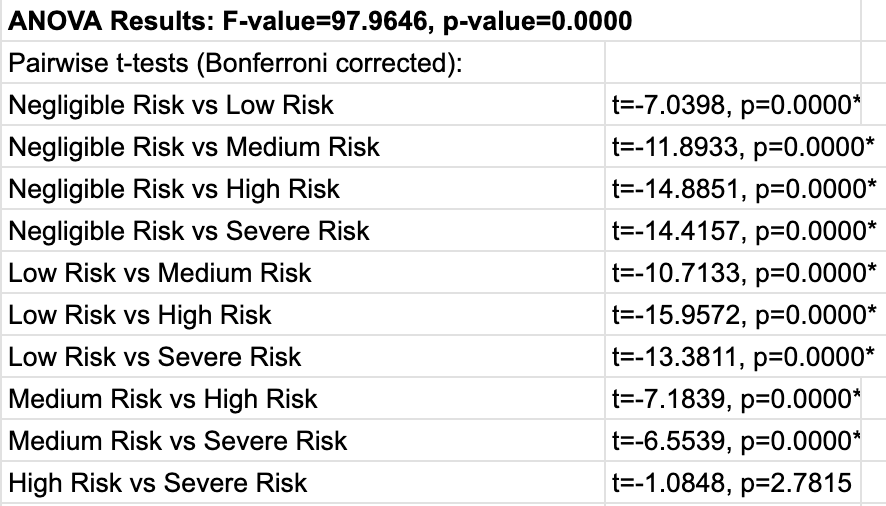 ANOVA Results: F-value=97.9646, p-value=0.0000
Pairwise t-tests (Bonferroni corrected):
Negligible Risk vs Low Risk t=-7.0398, p=0.0000*
Negligible Risk vs Medium Risk t=-11.8933, p=0.0000*
Negligible Risk vs High Risk t=-14.8851, p=0.0000*
Negligible Risk vs Severe Risk t=-14.4157, p=0.0000*
Low Risk vs Medium Risk t=-10.7133, p=0.0000*
Low Risk vs High Risk t=-15.9572, p=0.0000*
Low Risk vs Severe Risk t=-13.3811, p=0.0000*
Medium Risk vs High Risk t=-7.1839, p=0.0000*
Medium Risk vs Severe Risk t=-6.5539, p=0.0000*
High Risk vs Severe Risk t=-1.0848, p=2.7815